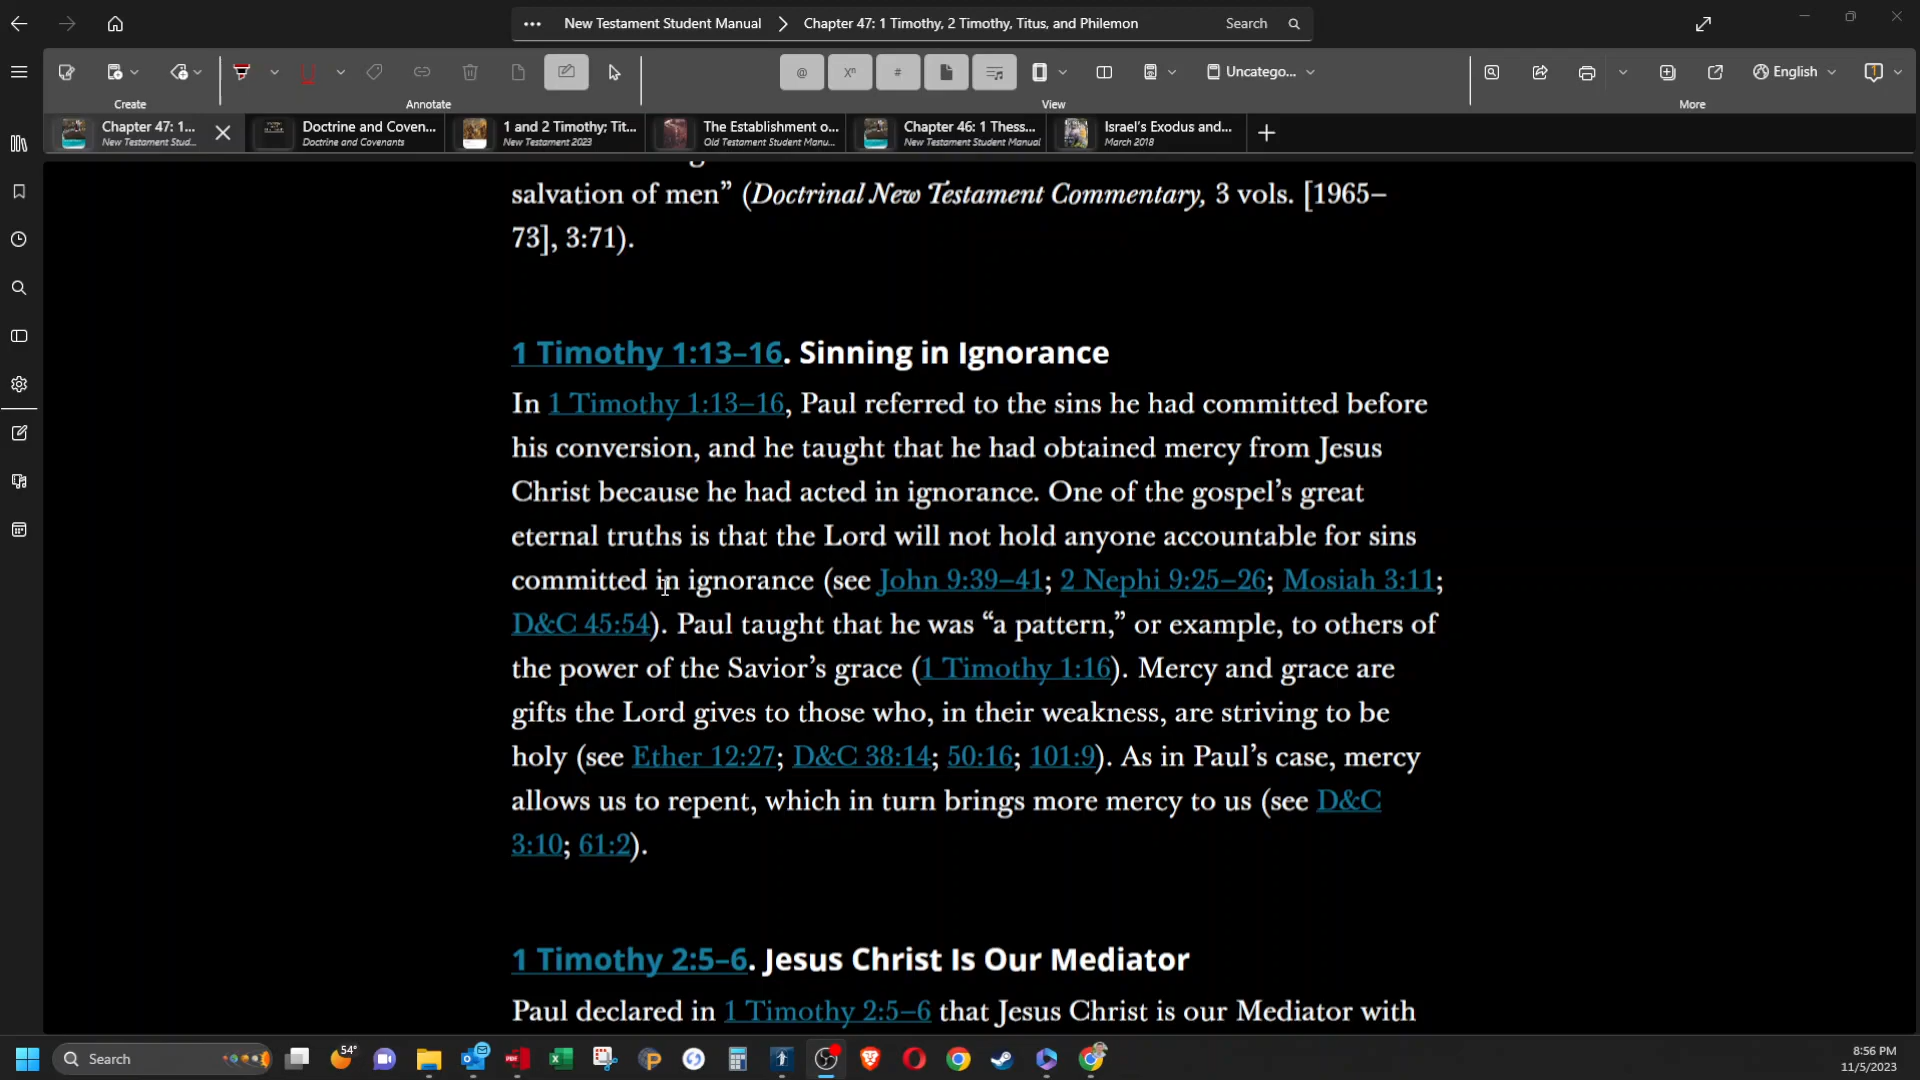 New Testament Student Manual
Chapter 47: 1 Timothy, 2 Timothy, Titus, and Philemon
Search
@
#
Uncatego...
English
1
Create
Annotate
View
More
Chapter 47: 1...
New Testament Stud...
Doctrine and Coven...
Doctrine and Covenants
1 and 2 Timothy; Tit...
New Testament 2023
The Establishment o...
Old Testament Student Manu...
Chapter 46: 1 Thess...
New Testament Student Manual
Israel’s Exodus and...
March 2018
salvation of men” (Doctrinal New Testament Commentary, 3 vols. [1965–
73], 3:71).
1 Timothy 1:13–16. Sinning in Ignorance
In 1 Timothy 1:13–16, Paul referred to the sins he had committed before
his conversion, and he taught that he had obtained mercy from Jesus
Christ because he had acted in ignorance. One of the gospel’s great
eternal truths is that the Lord will not hold anyone accountable for sins
committed in ignorance (see John 9:39–41; 2 Nephi 9:25–26; Mosiah 3:11;
D&C 45:54). Paul taught that he was “a pattern,” or example, to others of
the power of the Savior’s grace (1 Timothy 1:16). Mercy and grace are
gifts the Lord gives to those who, in their weakness, are striving to be
holy (see Ether 12:27; D&C 38:14; 50:16; 101:9). As in Paul’s case, mercy
allows us to repent, which in turn brings more mercy to us (see D&C
3:10; 61:2).
1 Timothy 2:5–6. Jesus Christ Is Our Mediator
Paul declared in 1 Timothy 2:5–6 that Jesus Christ is our Mediator with
Search
54°
PDF
8:56 PM
11/5/2023